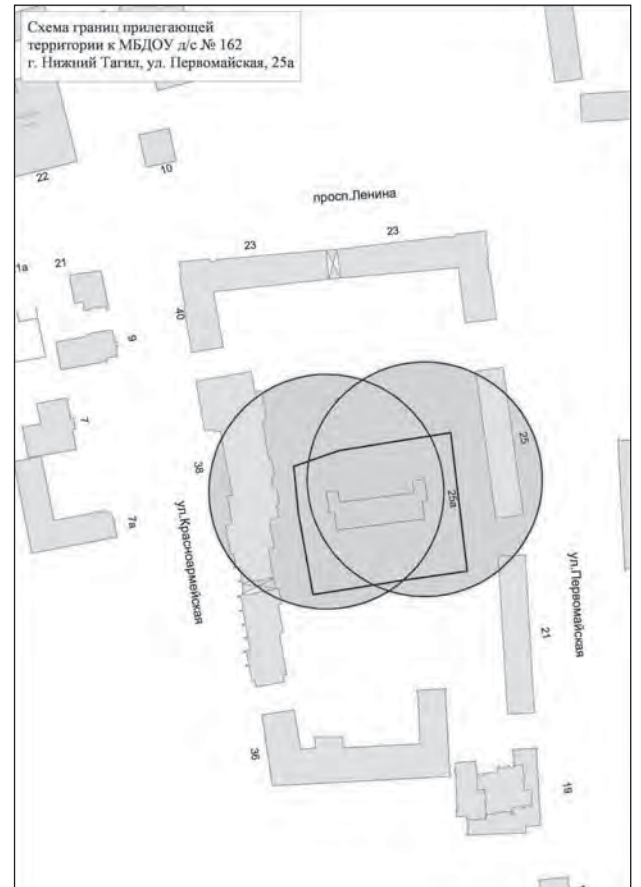 Схема границ прилегающей
территории к МБДОУ д/с № 162
г. Нижний Тагил, ул. Первомайская, 25а
22
10
просп.Ленина
23
23
1а
21
40
9
7
38
25
25а
7а
ул.Красноармейская
ул.Первомайская
21
36
19